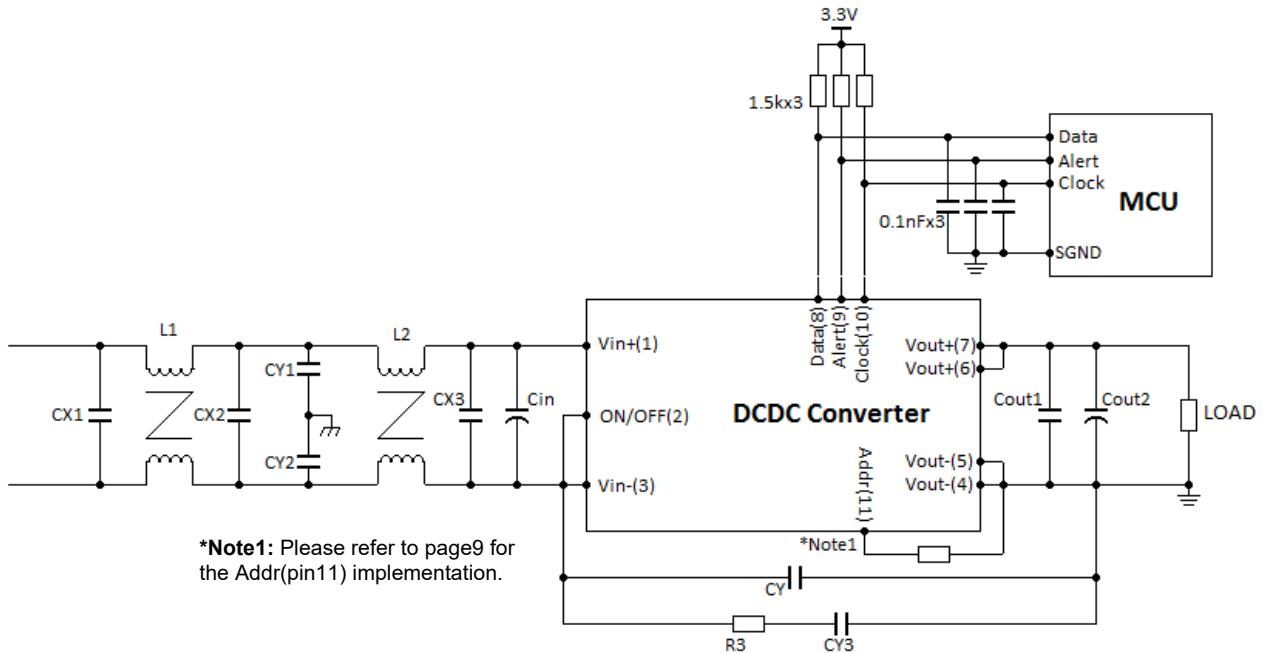 3.3V
1.5kx3
Data
Alert
Clock
MCU
0.1nFx3
SGND
L1
L2
Data(8)
Alert(9)
Clock(10)
Vin+(1)
Vout+(7)
Vout+(6)
CY1
CX1
CX2
CX3
Cin
ON/OFF(2)
DCDC Converter
Cout1
Cout2
LOAD
CY2
Addr(11)
Vout-(5)
Vin-(3)
Vout-(4)
*Note1: Please refer to page9 for
the Addr(pin11) implementation.
*Note1
CY
R3
CY3